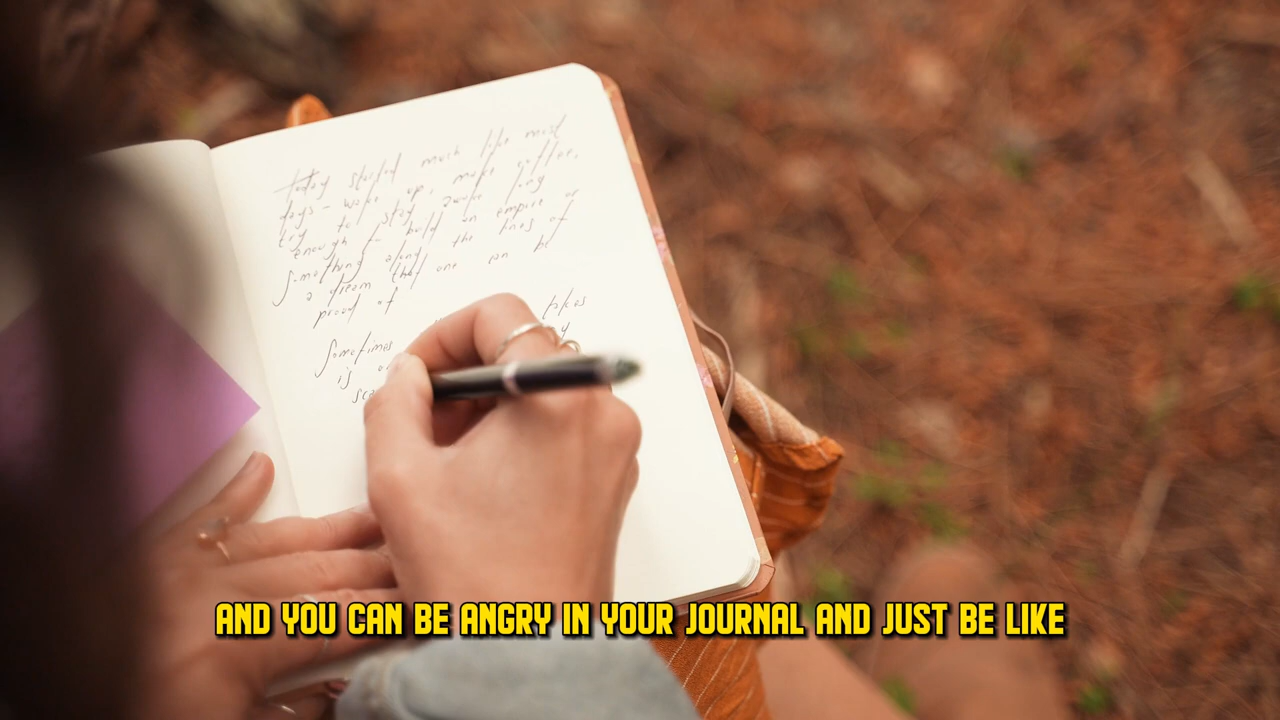 today started much like most
days - wake up, make coffee,
try to stay awake long
enough to build an empire or
something along the lines of
a dream that one can be
proud of
Sometimes
is
AND YOU CAN BE ANGRY IN YOUR JOURNAL AND JUST BE LIKE